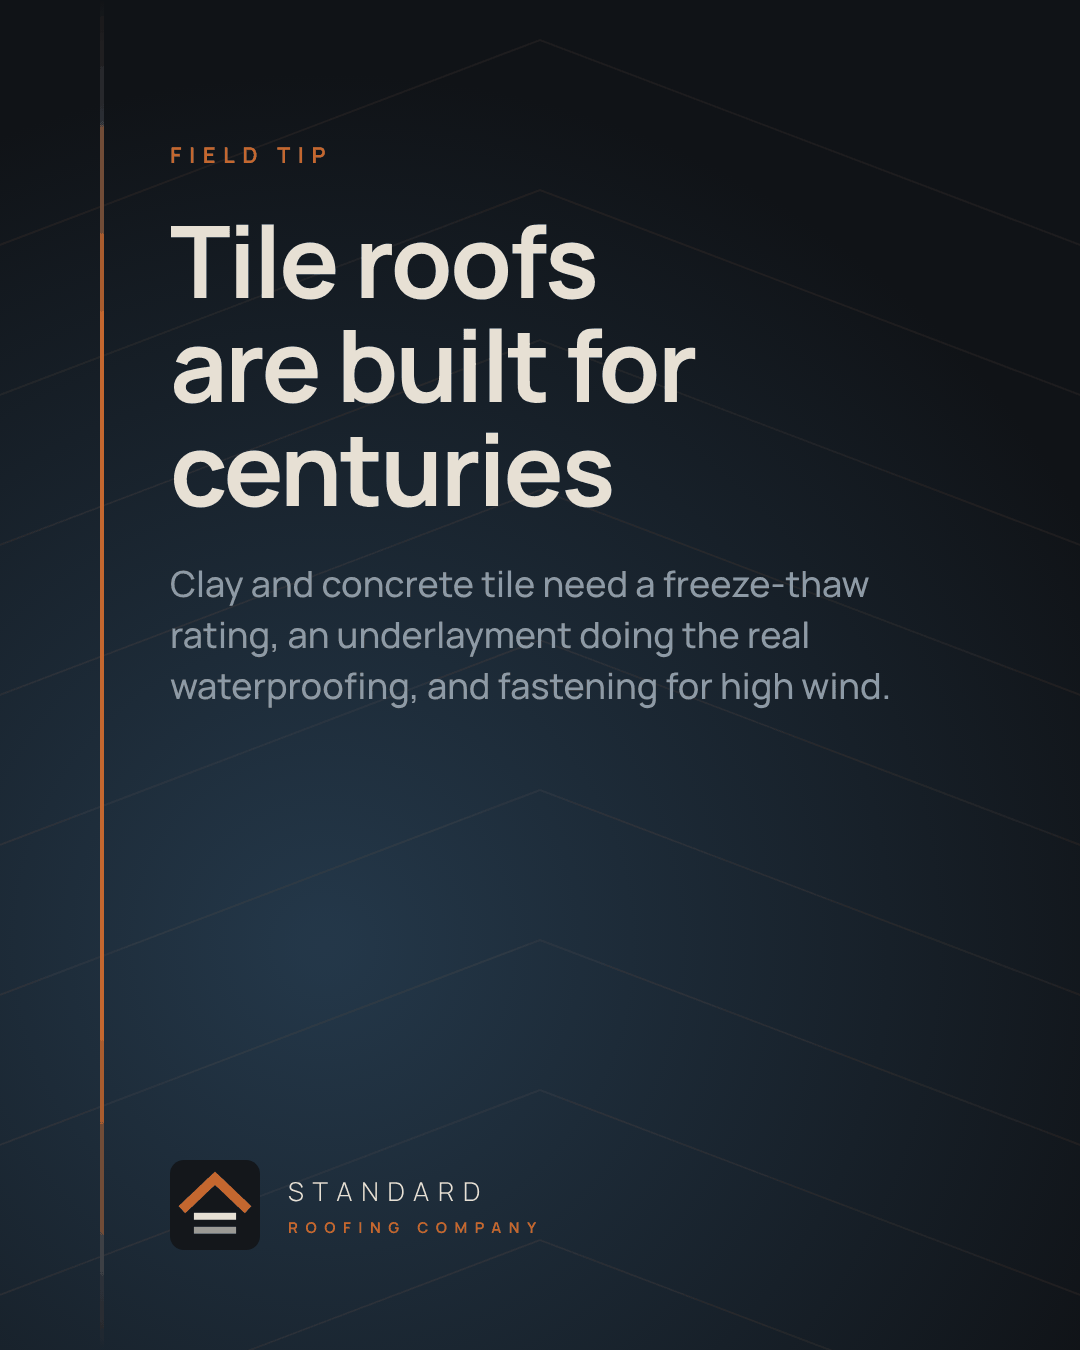 FIELD TIP
Tile roofs
are built for
centuries
Clay and concrete tile need a freeze-thaw
rating, an underlayment doing the real
waterproofing, and fastening for high wind.
STANDARD
ROOFING COMPANY